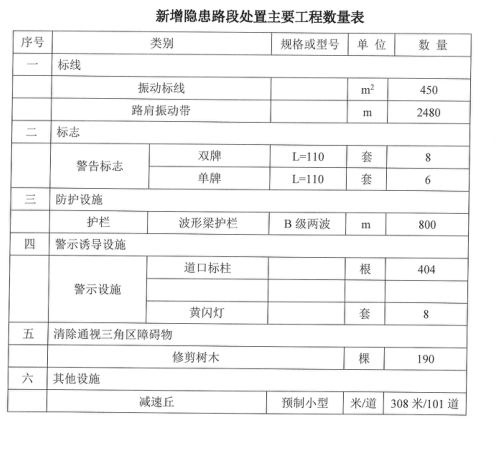 新增隐患路段处置主要工程数量表
序号 类别 规格或型号 单 位 数 量
一 标线
振动标线 m² 450
路肩振动带 m 2480
二 标志
警告标志 双牌 L=110 套 8
单牌 L=110 套 6
三 防护设施
护栏 波形梁护栏 B 级两波 m 800
四 警示诱导设施
警示设施 道口标柱 根 404
黄闪灯 套 8
五 清除通视三角区障碍物
修剪树木 棵 190
六 其他设施
减速丘 预制小型 米/道 308 米/101 道